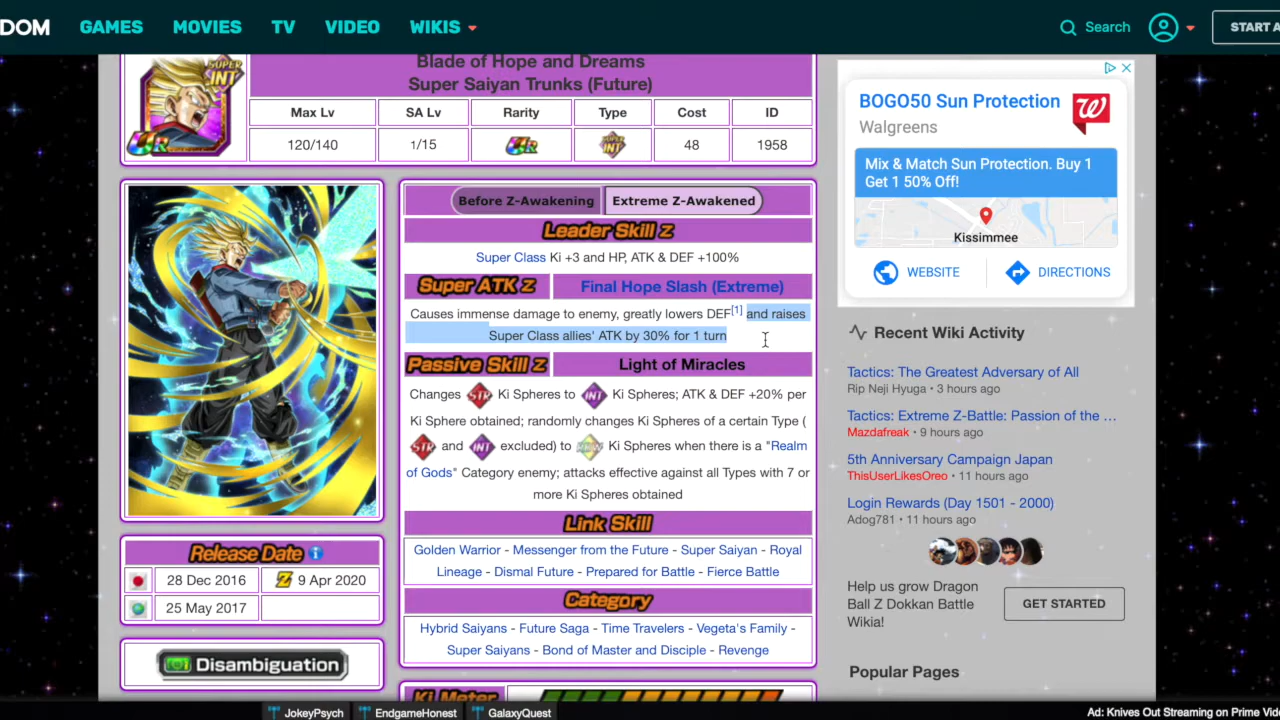 DOM GAMES MOVIES TV VIDEO WIKIS Search START A
Blade of Hope and Dreams
Super Saiyan Trunks (Future)
SUPER INT
Max Lv SA Lv Rarity Type Cost ID
120/140 1/15 UR SUPER INT 48 1958
Before Z-Awakening Extreme Z-Awakened
Leader Skill Z
Super Class Ki +3 and HP, ATK & DEF +100%
Super ATK Z Final Hope Slash (Extreme)
Causes immense damage to enemy, greatly lowers DEF[1] and raises
Super Class allies' ATK by 30% for 1 turn
Passive Skill Z Light of Miracles
Changes STR Ki Spheres to INT Ki Spheres; ATK & DEF +20% per
Ki Sphere obtained; randomly changes Ki Spheres of a certain Type (
STR and INT excluded) to Ki Spheres when there is a "Realm
of Gods" Category enemy; attacks effective against all Types with 7 or
more Ki Spheres obtained
Link Skill
Golden Warrior - Messenger from the Future - Super Saiyan - Royal
Lineage - Dismal Future - Prepared for Battle - Fierce Battle
Category
Hybrid Saiyans - Future Saga - Time Travelers - Vegeta's Family -
Super Saiyans - Bond of Master and Disciple - Revenge
Ki Meter
Release Date
28 Dec 2016 Z 9 Apr 2020
25 May 2017
Disambiguation
BOGO50 Sun Protection
Walgreens
Mix & Match Sun Protection. Buy 1
Get 1 50% Off!
Kissimmee
WEBSITE DIRECTIONS
Recent Wiki Activity
Tactics: The Greatest Adversary of All
Rip Neji Hyuga • 3 hours ago
Tactics: Extreme Z-Battle: Passion of the ...
Mazdafreak • 9 hours ago
5th Anniversary Campaign Japan
ThisUserLikesOreo • 11 hours ago
Login Rewards (Day 1501 - 2000)
Adog781 • 11 hours ago
Help us grow Dragon
Ball Z Dokkan Battle
Wikia!
GET STARTED
Popular Pages
JokeyPsych EndgameHonest GalaxyQuest Ad: Knives Out Streaming on Prime Vide